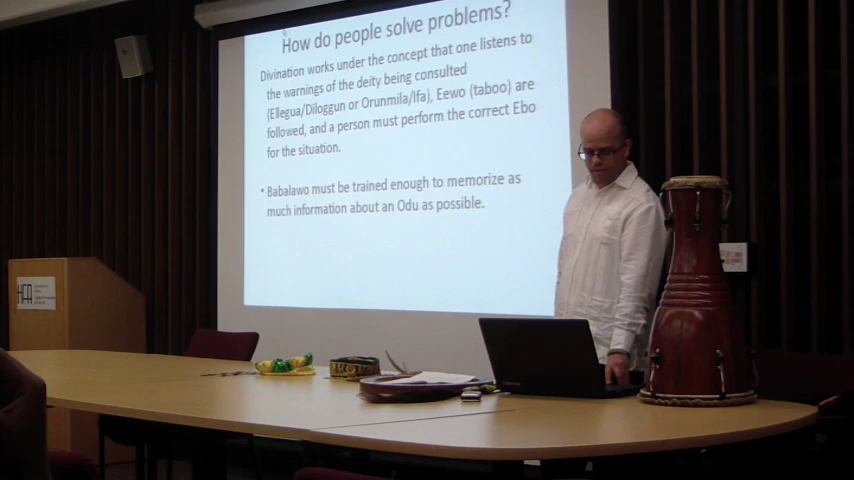 How do people solve problems?
Divination works under the concept that one listens to
the warnings of the deity being consulted
(Ellegua/Diloggun or Orunmila/Ifa), Eewo (taboo) are
followed, and a person must perform the correct Ebo
for the situation.
• Babalawo must be trained enough to memorize as
much information about an Odu as possible.
HFA